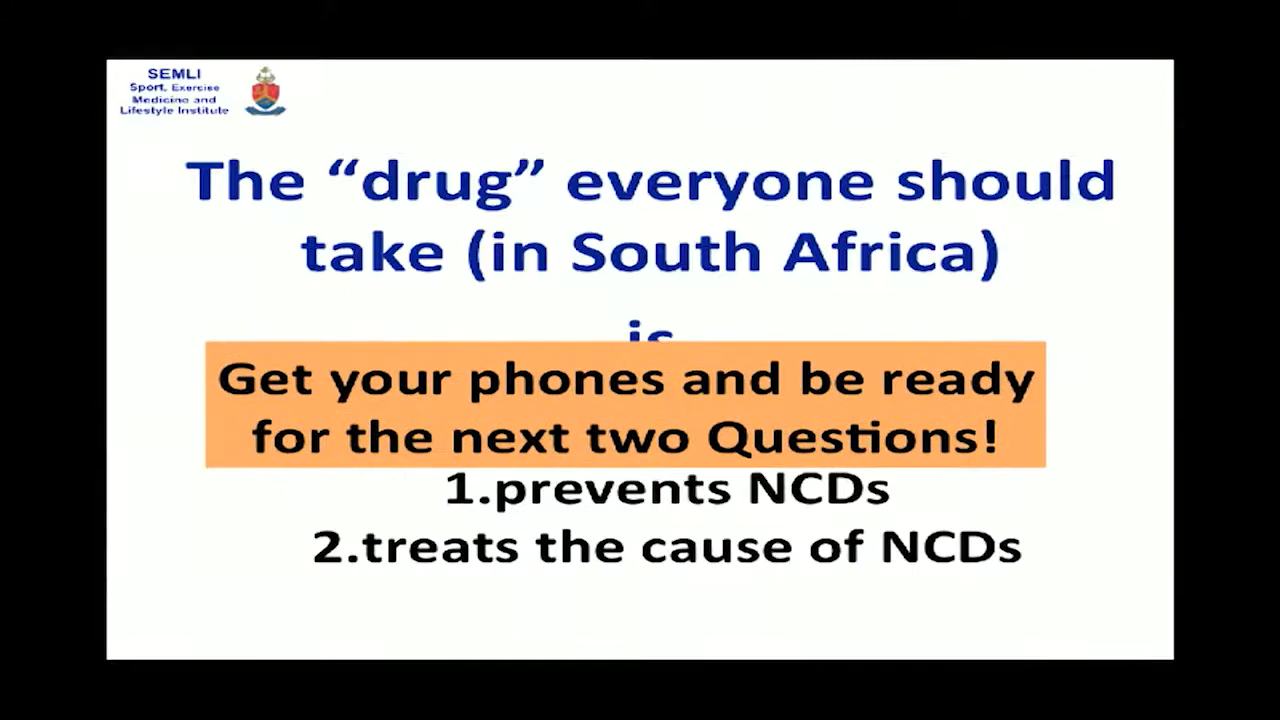 SEMLI
Sport, Exercise
Medicine and
Lifestyle Institute
The “drug” everyone should
take (in South Africa)
is
Get your phones and be ready
for the next two Questions!
1.prevents NCDs
2.treats the cause of NCDs